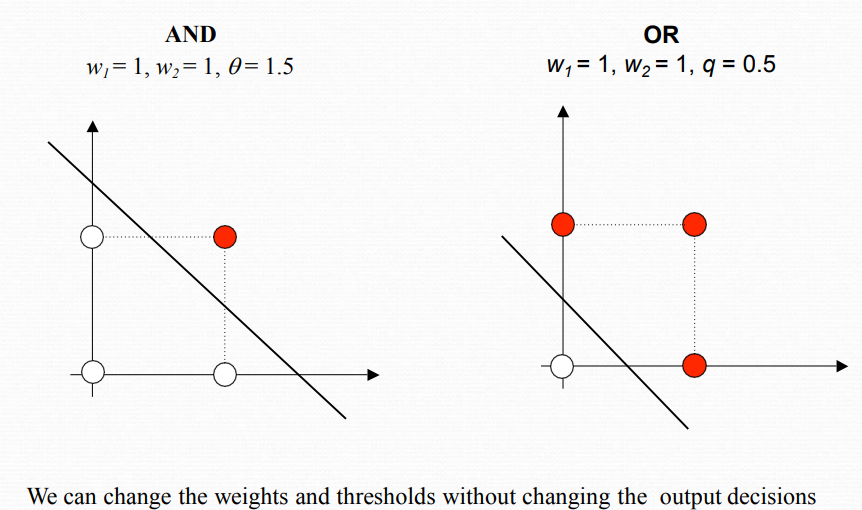 AND
w1= 1, w2= 1, θ= 1.5
OR
w1 = 1, w2 = 1, q = 0.5
We can change the weights and thresholds without changing the output decisions